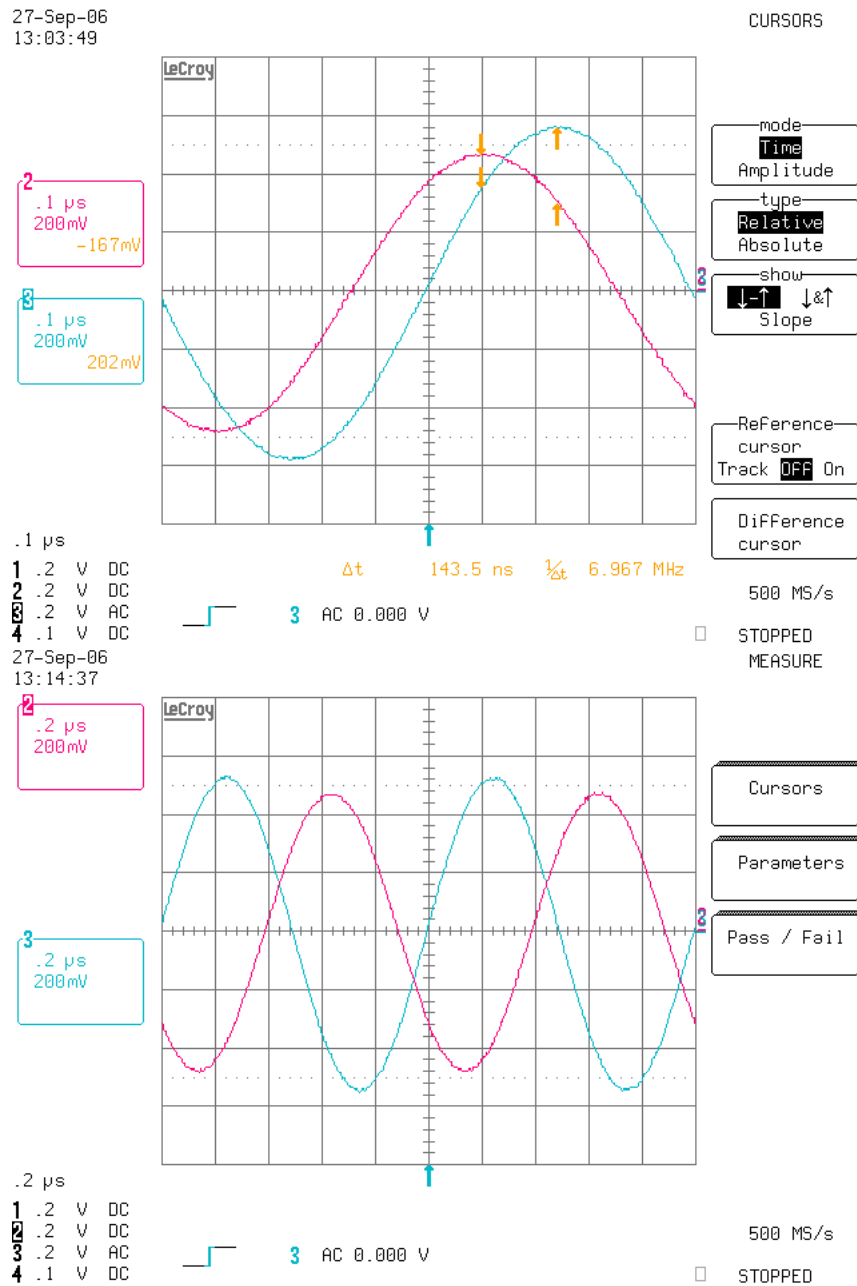 27-Sep-06
13:03:49
CURSORS
LeCroy
mode
Time
Amplitude
2
.1 µs
200mV
-167mV
type
Relative
Absolute
3
.1 µs
200mV
202mV
show
↓-↑ ↓&↑
Slope
Reference
cursor
Track OFF On
Difference
cursor
.1 µs
Δt 143.5 ns 1/Δt 6.967 MHz
1 .2 V DC
2 .2 V DC
3 .2 V AC
4 .1 V DC
3 AC 0.000 V
500 MS/s
STOPPED
27-Sep-06
13:14:37
MEASURE
LeCroy
2
.2 µs
200mV
Cursors
Parameters
3
.2 µs
200mV
Pass / Fail
.2 µs
1 .2 V DC
2 .2 V DC
3 .2 V AC
4 .1 V DC
3 AC 0.000 V
500 MS/s
STOPPED